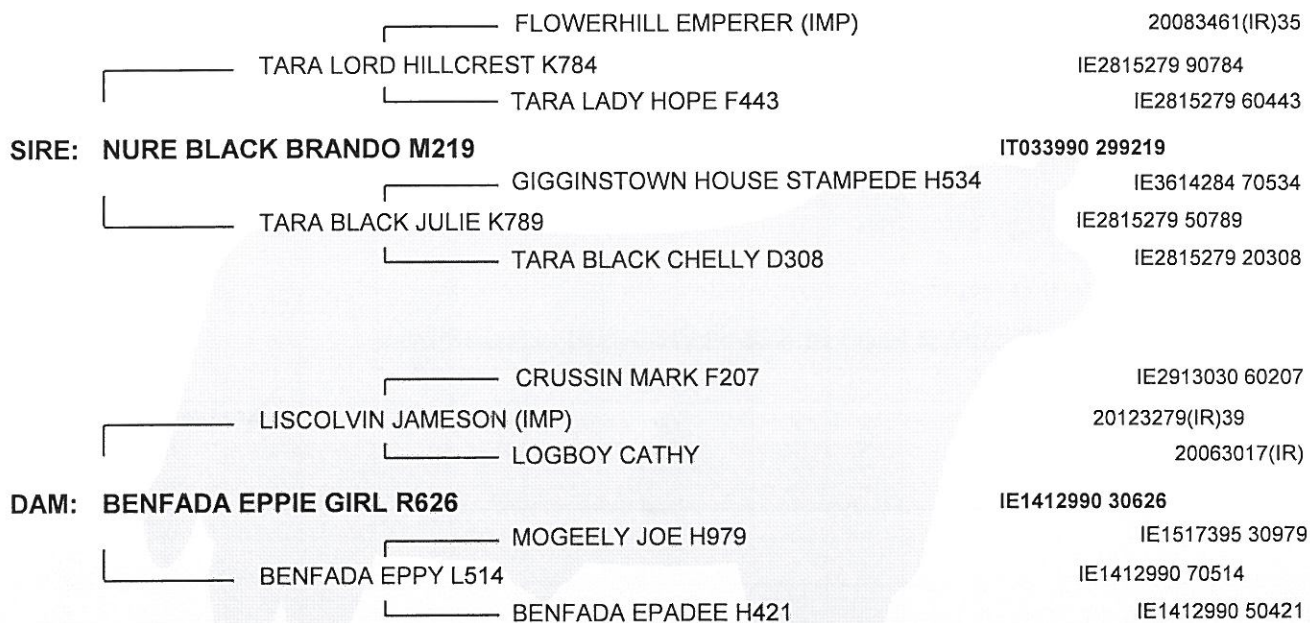 FLOWERHILL EMPERER (IMP) 20083461(IR)35
TARA LORD HILLCREST K784 IE2815279 90784
TARA LADY HOPE F443 IE2815279 60443
SIRE: NURE BLACK BRANDO M219 IT033990 299219
GIGGINSTOWN HOUSE STAMPEDE H534 IE3614284 70534
TARA BLACK JULIE K789 IE2815279 50789
TARA BLACK CHELLY D308 IE2815279 20308
CRUSSIN MARK F207 IE2913030 60207
LISCOLVIN JAMESON (IMP) 20123279(IR)39
LOGBOY CATHY 20063017(IR)
DAM: BENFADA EPPIE GIRL R626 IE1412990 30626
MOGEELY JOE H979 IE1517395 30979
BENFADA EPPY L514 IE1412990 70514
BENFADA EPADEE H421 IE1412990 50421